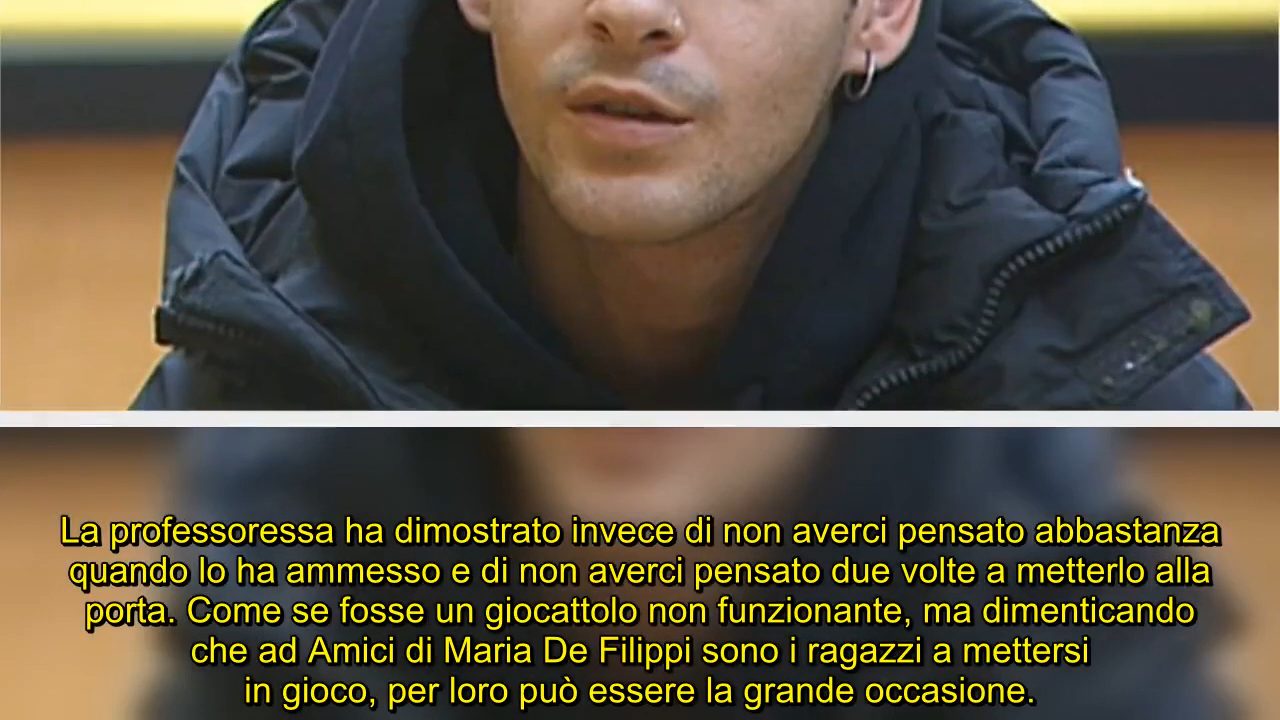 La professoressa ha dimostrato invece di non averci pensato abbastanza
quando lo ha ammesso e di non averci pensato due volte a metterlo alla
porta. Come se fosse un giocattolo non funzionante, ma dimenticando
che ad Amici di Maria De Filippi sono i ragazzi a mettersi
in gioco, per loro può essere la grande occasione.